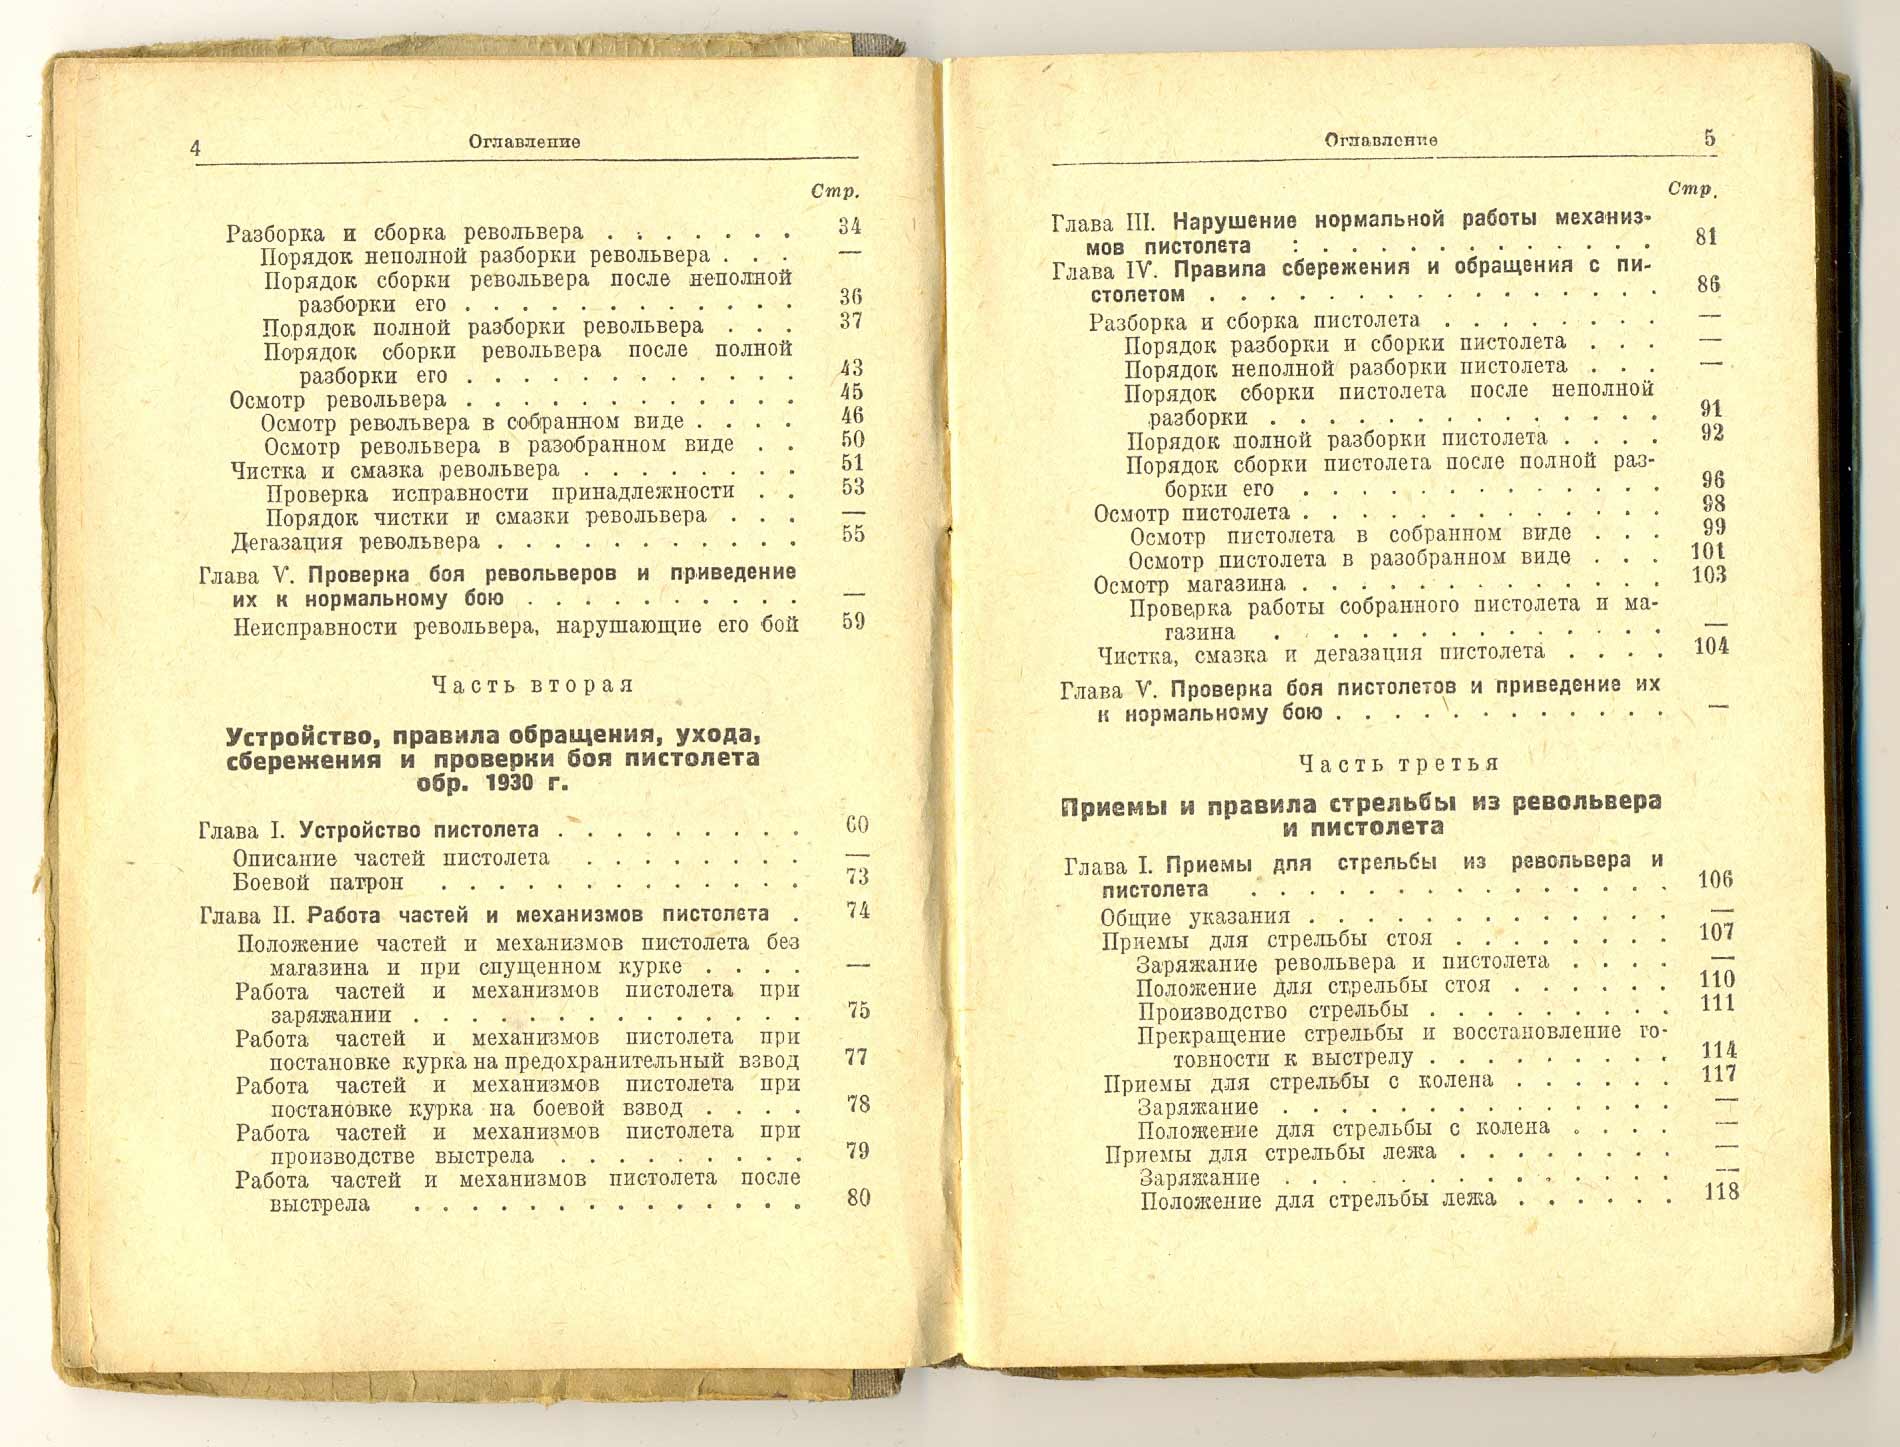 4 Оглавление
Стр.
Разборка и сборка револьвера . . . . . . . 34
Порядок неполной разборки револьвера . . . —
Порядок сборки револьвера после неполной
разборки его . . . . . . . . . . . . 36
Порядок полной разборки револьвера . . . 37
Порядок сборки револьвера после полной
разборки его . . . . . . . . . . . . 43
Осмотр револьвера . . . . . . . . . . . . 45
Осмотр револьвера в собранном виде . . . . 46
Осмотр револьвера в разобранном виде . . 50
Чистка и смазка револьвера . . . . . . . . 51
Проверка исправности принадлежности . . 53
Порядок чистки и смазки револьвера . . . —
Дегазация револьвера . . . . . . . . . . . 55
Глава V. Проверка боя револьверов и приведение
их к нормальному бою . . . . . . . . . . —
Неисправности револьвера, нарушающие его бой 59
Часть вторая
Устройство, правила обращения, ухода,
сбережения и проверки боя пистолета
обр. 1930 г.
Глава I. Устройство пистолета . . . . . . . . . 60
Описание частей пистолета . . . . . . . . —
Боевой патрон . . . . . . . . . . . . . 73
Глава II. Работа частей и механизмов пистолета . 74
Положение частей и механизмов пистолета без
магазина и при спущенном курке . . . . —
Работа частей и механизмов пистолета при
заряжании . . . . . . . . . . . . . . 75
Работа частей и механизмов пистолета при
постановке курка на предохранительный взвод 77
Работа частей и механизмов пистолета при
постановке курка на боевой взвод . . . . 78
Работа частей и механизмов пистолета при
производстве выстрела . . . . . . . . . 79
Работа частей и механизмов пистолета после
выстрела . . . . . . . . . . . . . . 80
Оглавление 5
Стр.
Глава III. Нарушение нормальной работы механиз-
мов пистолета : . . . . . . . . . . . . 81
Глава IV. Правила сбережения и обращения с пи-
столетом . . . . . . . . . . . . . . . . 86
Разборка и сборка пистолета . . . . . . . . —
Порядок разборки и сборки пистолета . . . —
Порядок неполной разборки пистолета . . . —
Порядок сборки пистолета после неполной
разборки . . . . . . . . . . . . . . 91
Порядок полной разборки пистолета . . . . 92
Порядок сборки пистолета после полной раз-
борки его . . . . . . . . . . . . . 96
Осмотр пистолета . . . . . . . . . . . . . 98
Осмотр пистолета в собранном виде . . . 99
Осмотр пистолета в разобранном виде . . . 101
Осмотр магазина . . . . . . . . . . . . . 103
Проверка работы собранного пистолета и ма-
газина . . . . . . . . . . . . . . —
Чистка, смазка и дегазация пистолета . . . . 104
Глава V. Проверка боя пистолетов и приведение их
к нормальному бою . . . . . . . . . . . . —
Часть третья
Приемы и правила стрельбы из револьвера
и пистолета
Глава I. Приемы для стрельбы из револьвера и
пистолета . . . . . . . . . . . . . . . 106
Общие указания . . . . . . . . . . . . . —
Приемы для стрельбы стоя . . . . . . . . 107
Заряжание револьвера и пистолета . . . . —
Положение для стрельбы стоя . . . . . . 110
Производство стрельбы . . . . . . . . . 111
Прекращение стрельбы и восстановление го-
товности к выстрелу . . . . . . . . . 114
Приемы для стрельбы с колена . . . . . . 117
Заряжание . . . . . . . . . . . . . . —
Положение для стрельбы с колена . . . . —
Приемы для стрельбы лежа . . . . . . . . —
Заряжание . . . . . . . . . . . . . . —
Положение для стрельбы лежа . . . . . . 118